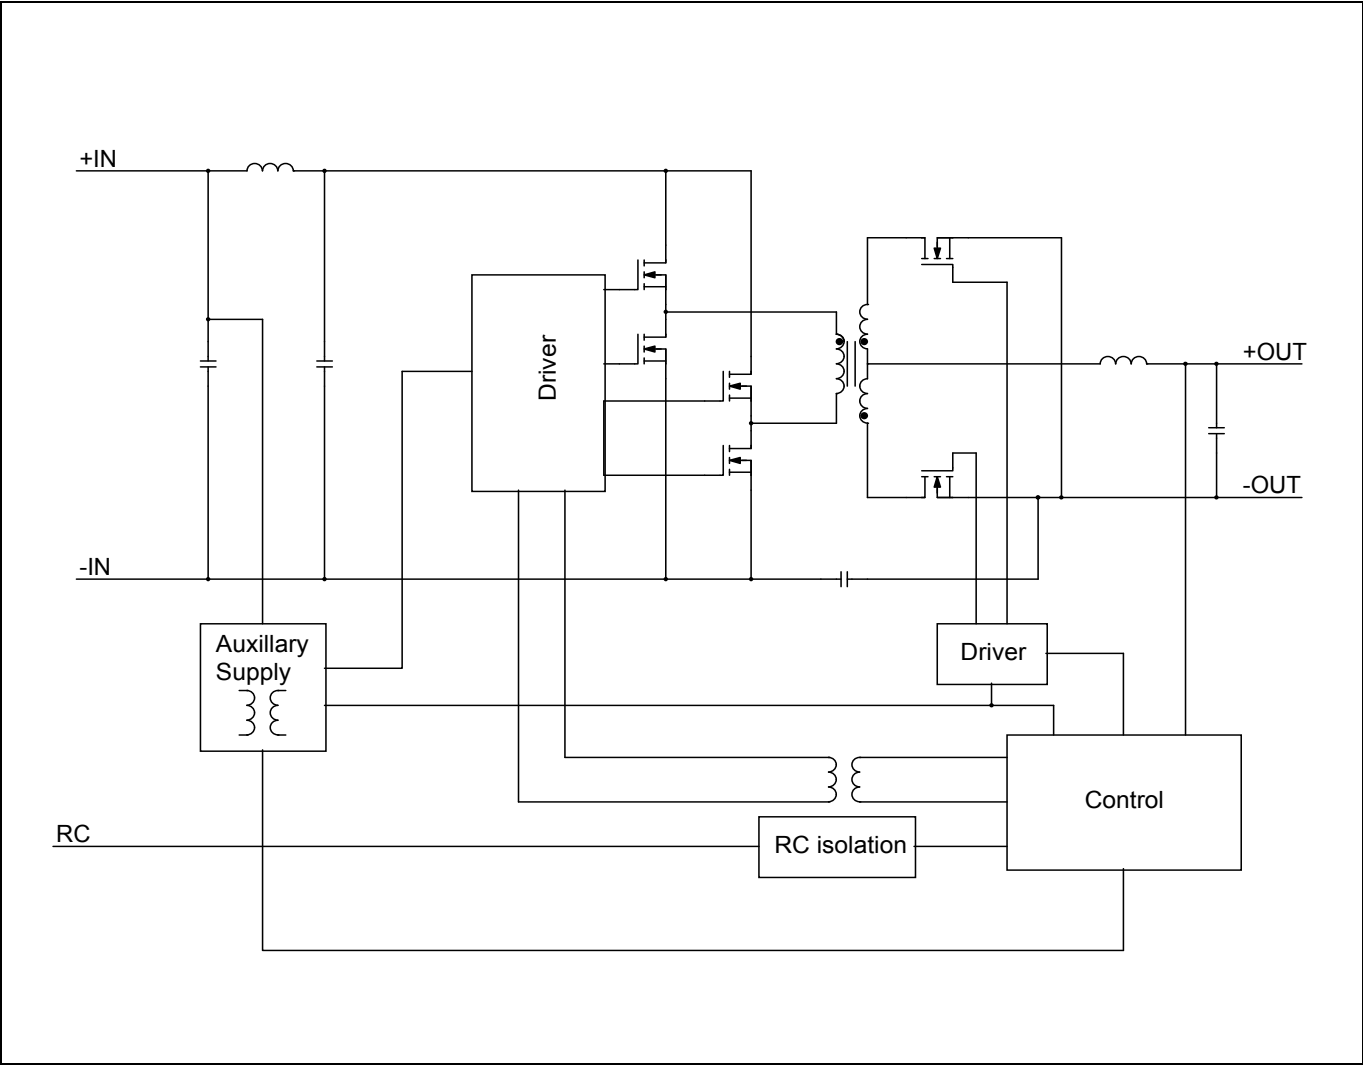 +IN
Driver
+OUT
-OUT
-IN
Auxillary
Supply
Driver
Control
RC
RC isolation